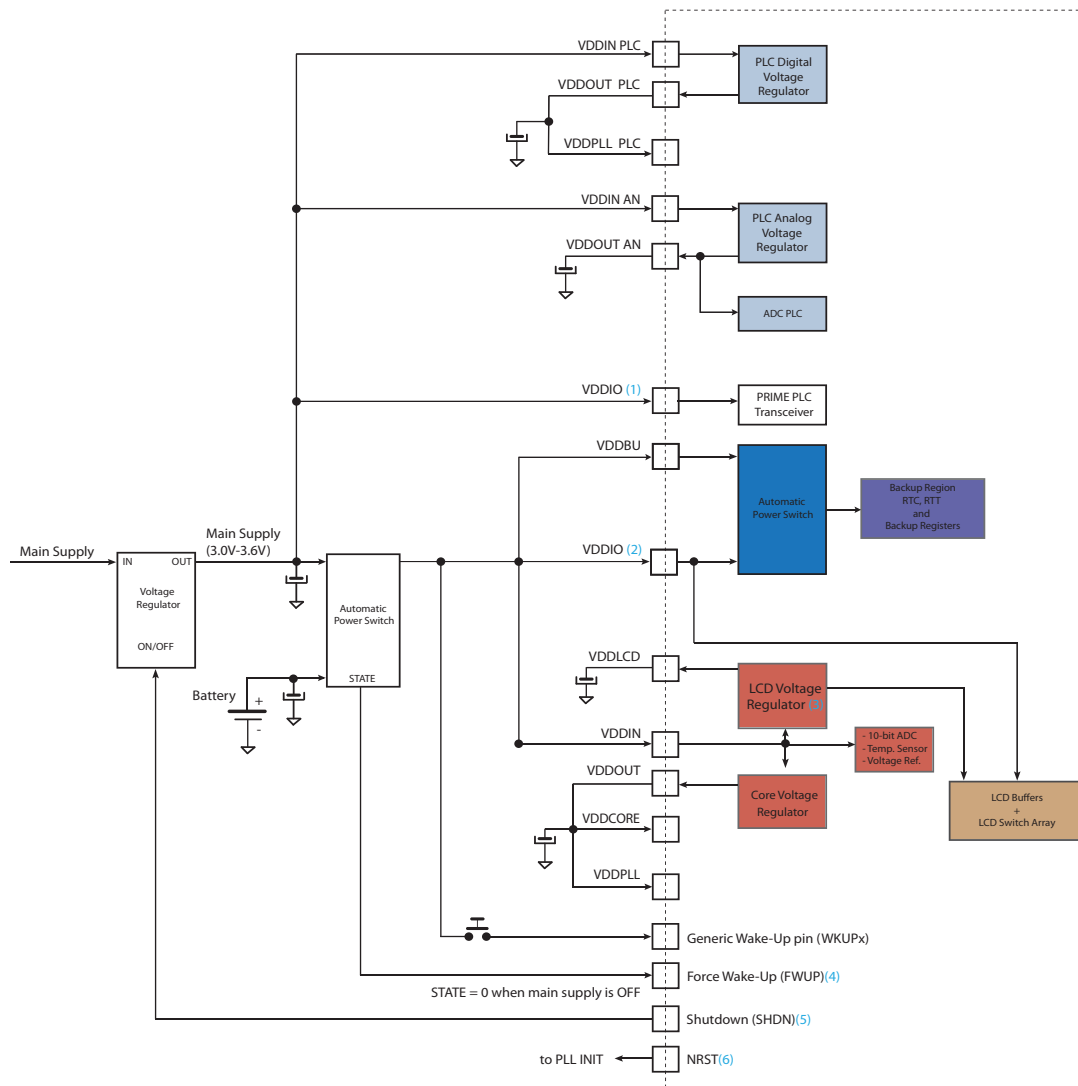 VDDIN PLC
PLC Digital
Voltage
Regulator
VDDOUT PLC
VDDPLL PLC
VDDIN AN
PLC Analog
Voltage
Regulator
VDDOUT AN
ADC PLC
VDDIO (1)
PRIME PLC
Transceiver
VDDBU
Automatic
Power Switch
Backup Region
RTC, RTT
and
Backup Registers
Main Supply
Main Supply
(3.0V-3.6V)
VDDIO (2)
IN
OUT
Voltage
Regulator
ON/OFF
Automatic
Power Switch
STATE
Battery
+
-
VDDLCD
LCD Voltage
Regulator (3)
VDDIN
- 10-bit ADC
- Temp. Sensor
- Voltage Ref.
VDDOUT
Core Voltage
Regulator
VDDCORE
LCD Buffers
+
LCD Switch Array
VDDPLL
Generic Wake-Up pin (WKUPx)
Force Wake-Up (FWUP)(4)
STATE = 0 when main supply is OFF
Shutdown (SHDN)(5)
to PLL INIT
NRST(6)